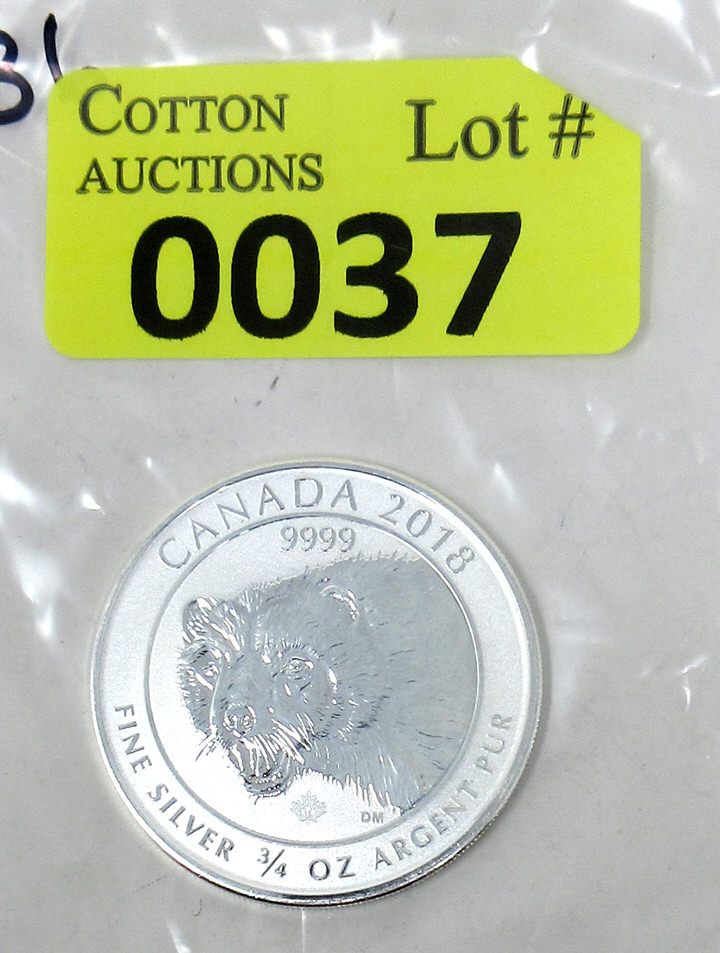 COTTON
AUCTIONS
Lot #
0037
CANADA 2018
9999
DM
FINE SILVER 3/4 OZ ARGENT PUR